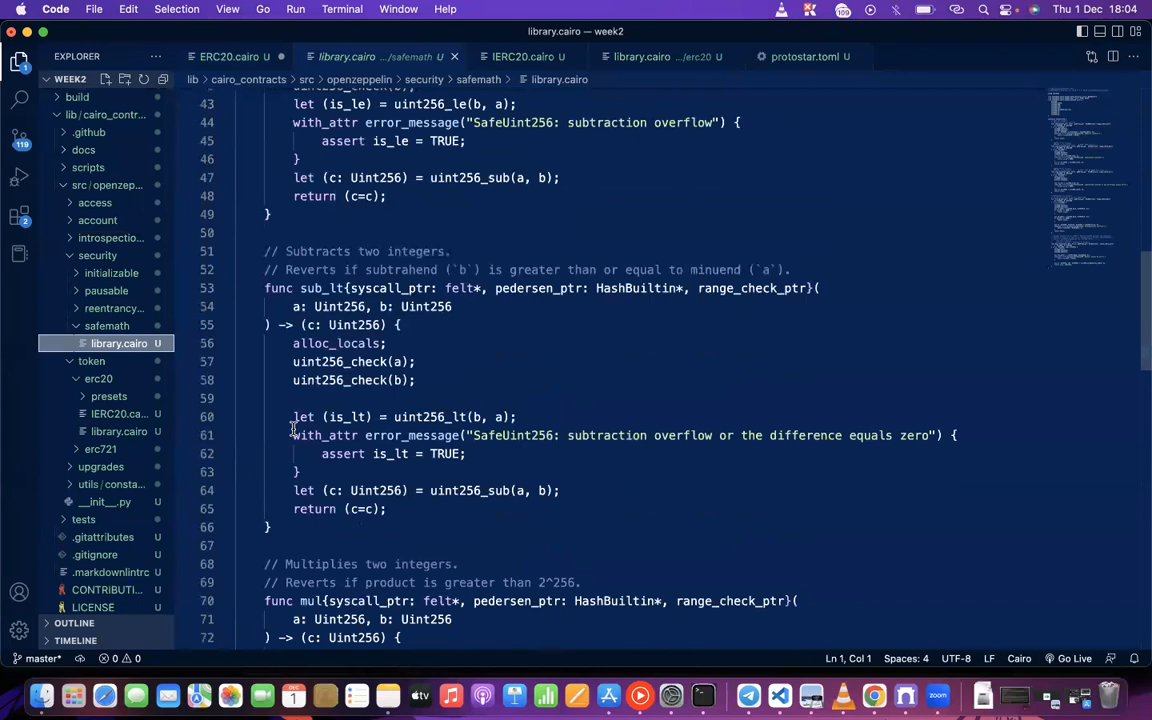 Code File Edit Selection View Go Run Terminal Window Help 109 Thu 1 Dec 18:04
library.cairo — week2
EXPLORER
ERC20.cairo
library.cairo .../safemath U
IERC20.cairo U
library.cairo .../erc20 U
protostar.toml U
WEEK2
lib > cairo_contracts > src > openzeppelin > security > safemath > library.cairo
build
lib/cairo_contr...
.github
docs
scripts
src/openzep...
access
account
introspectio...
security
initializable
pausable
reentrancy...
safemath
library.cairo U
token
erc20
presets
IERC20.ca... U
library.cairo U
erc721
upgrades
utils/consta...
__init__.py U
tests
.gitattributes U
.gitignore U
.markdownlintrc U
CONTRIBUTI... U
LICENSE U
OUTLINE
TIMELINE
119
2
43 let (is_le) = uint256_le(b, a);
44 with_attr error_message("SafeUint256: subtraction overflow") {
45 assert is_le = TRUE;
46 }
47 let (c: Uint256) = uint256_sub(a, b);
48 return (c=c);
49 }
50
51 // Subtracts two integers.
52 // Reverts if subtrahend (`b`) is greater than or equal to minuend (`a`).
53 func sub_lt{syscall_ptr: felt*, pedersen_ptr: HashBuiltin*, range_check_ptr}(
54 a: Uint256, b: Uint256
55 ) -> (c: Uint256) {
56 alloc_locals;
57 uint256_check(a);
58 uint256_check(b);
59
60 let (is_lt) = uint256_lt(b, a);
61 with_attr error_message("SafeUint256: subtraction overflow or the difference equals zero") {
62 assert is_lt = TRUE;
63 }
64 let (c: Uint256) = uint256_sub(a, b);
65 return (c=c);
66 }
67
68 // Multiplies two integers.
69 // Reverts if product is greater than 2^256.
70 func mul{syscall_ptr: felt*, pedersen_ptr: HashBuiltin*, range_check_ptr}(
71 a: Uint256, b: Uint256
72 ) -> (c: Uint256) {
master* 0 0 Ln 1, Col 1 Spaces: 4 UTF-8 LF Cairo Go Live
DEC
1
tv
zoom